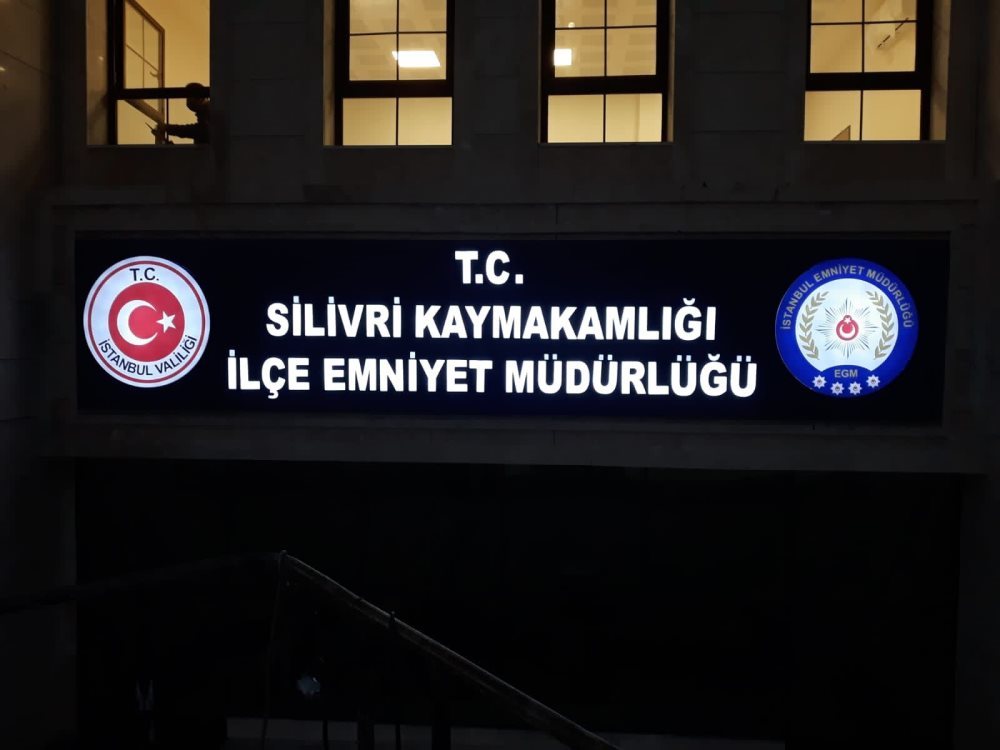 T.C.
SİLİVRİ KAYMAKAMLIĞI
İLÇE EMNİYET MÜDÜRLÜĞÜ
T.C.
İSTANBUL VALİLİĞİ
İSTANBUL EMNİYET MÜDÜRLÜĞÜ
EGM